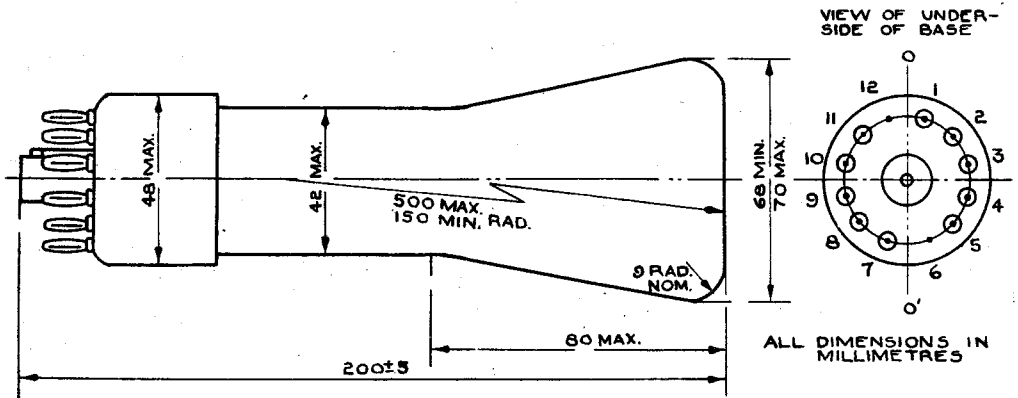 VIEW OF UNDER-
SIDE OF BASE
O
12
1
11
2
10
3
9
4
8
5
7
6
O'
48 MAX.
42 MAX.
500 MAX.
150 MIN. RAD.
68 MIN.
70 MAX.
9 RAD.
NOM.
80 MAX.
200±5
ALL DIMENSIONS IN
MILLIMETRES